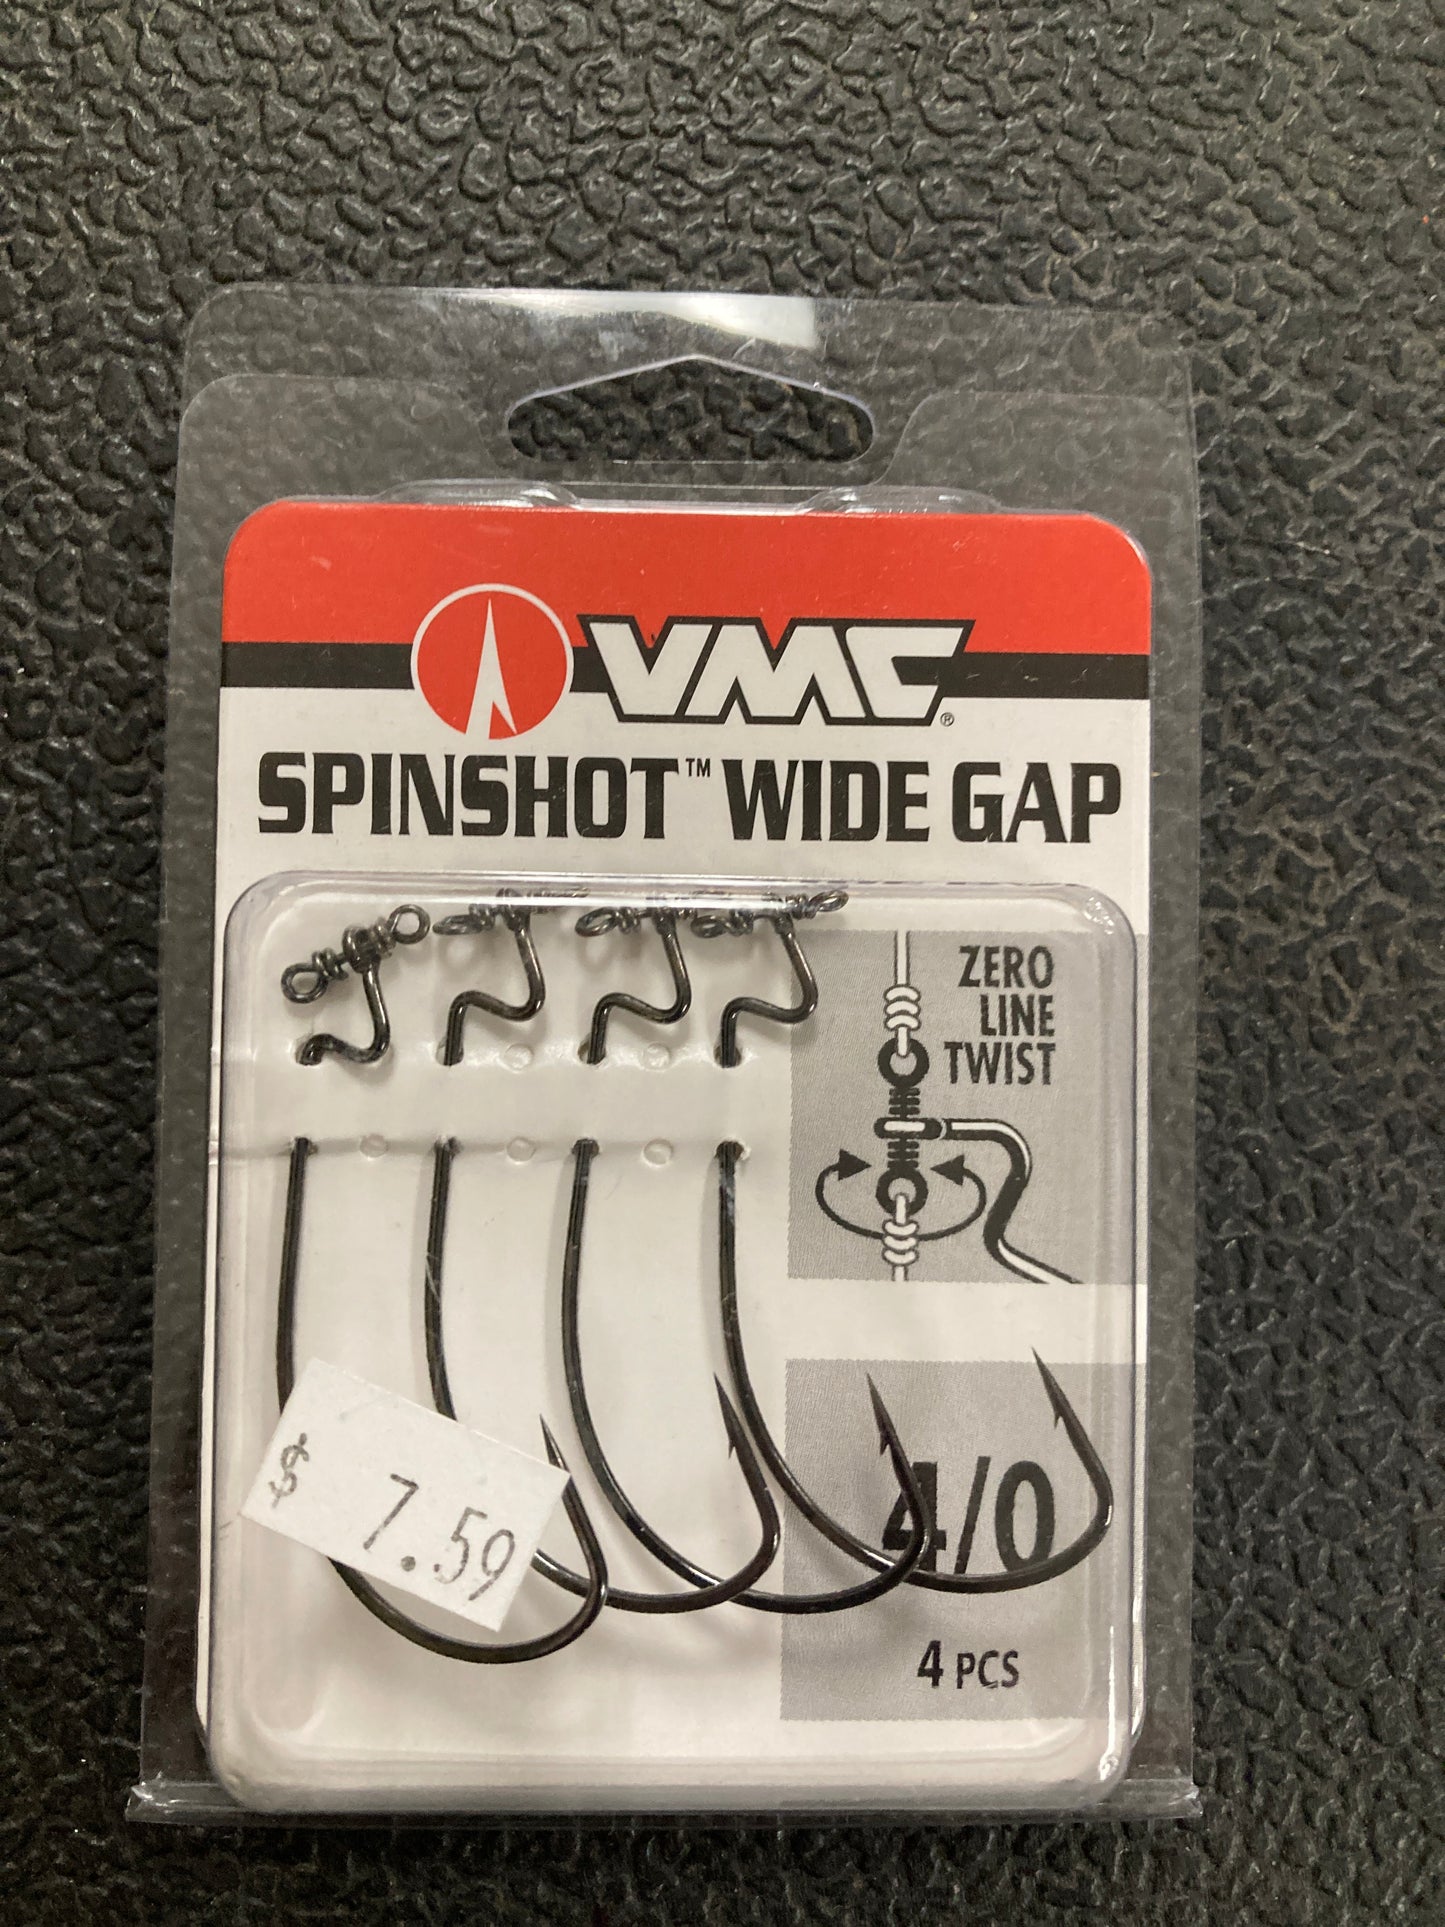 VMC®
SPINSHOT™ WIDE GAP
ZERO
LINE
TWIST
$ 7.59
4/0
4 PCS